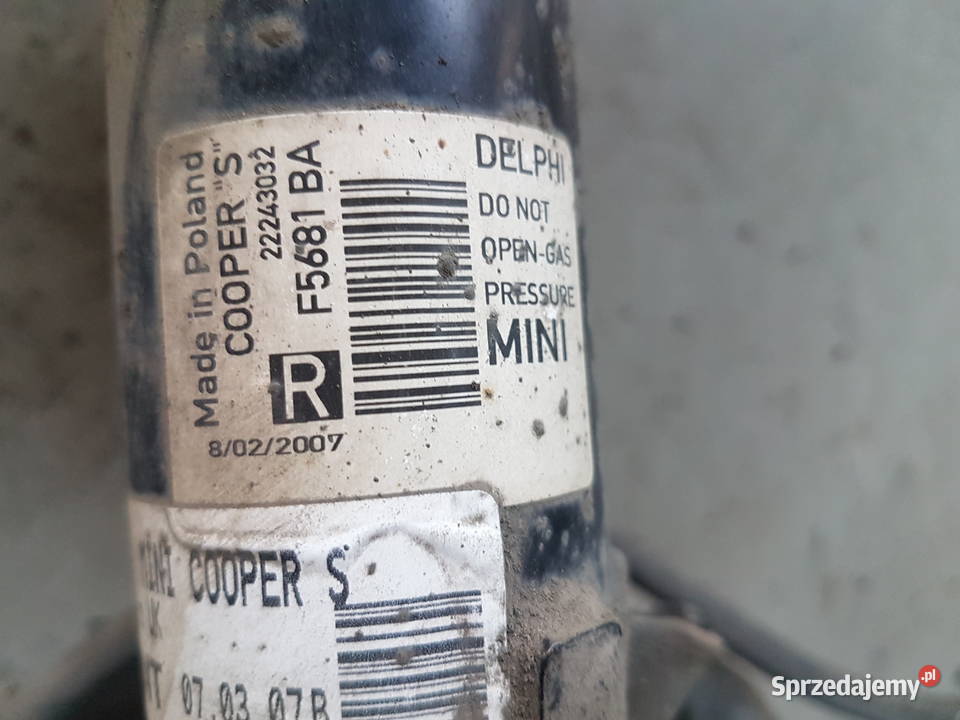 Made in Poland
COOPER "S"
22243032
F5681 BA
R
8/02/2007
DELPHI
DO NOT
OPEN-GAS
PRESSURE
MINI
MINI COOPER S
07.03 07B
Sprzedajemy.pl